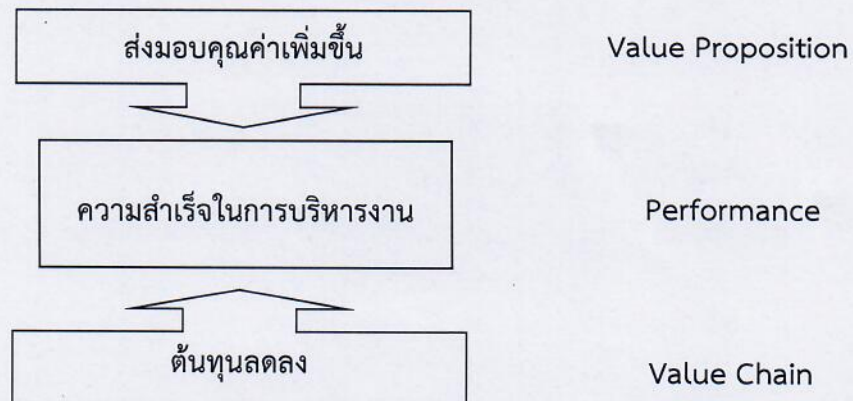 ส่งมอบคุณค่าเพิ่มขึ้น Value Proposition
ความสำเร็จในการบริหารงาน Performance
ต้นทุนลดลง Value Chain